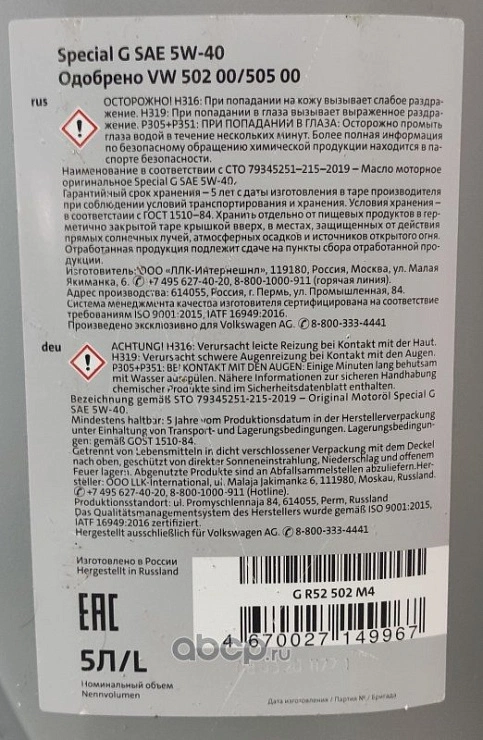 Special G SAE 5W-40
Одобрено VW 502 00/505 00
rus
ОСТОРОЖНО! H316: При попадании на кожу вызывает слабое раздра-
жение. H319: При попадании в глаза вызывает выраженное раздра-
жение. P305+P351: ПРИ ПОПАДАНИИ В ГЛАЗА: Осторожно промыть
глаза водой в течение нескольких минут. Более полная информация
по безопасному обращению химической продукции находится в па-
спорте безопасности.
Наименование в соответствии с СТО 79345251-215-2019 – Масло моторное
оригинальное Special G SAE 5W-40.
Гарантийный срок хранения – 5 лет с даты изготовления в таре производителя
при соблюдении условий транспортирования и хранения. Условия хранения –
в соответствии с ГОСТ 1510-84. Хранить отдельно от пищевых продуктов в гер-
метично закрытой таре крышкой вверх, в местах, защищенных от действия
прямых солнечных лучей, атмосферных осадков и источников открытого огня.
Отработанная продукция подлежит сдаче на пункты сбора отработанной про-
дукции.
Изготовитель: ООО «ЛЛК-Интернешнл», 119180, Россия, Москва, ул. Малая
Якиманка, 6. ✆ +7 495 627-40-20, 8-800-1000-911 (горячая линия).
Адрес производства: 614055, Россия, г. Пермь, ул. Промышленная, 84.
Система менеджмента качества изготовителя сертифицирована на соответствие
требованиям ISO 9001:2015, IATF 16949:2016.
Произведено эксклюзивно для Volkswagen AG. ✆ 8-800-333-4441
deu
ACHTUNG! H316: Verursacht leicte Reizung bei Kontakt mit der Haut.
H319: Verursacht schwere Augenreizung bei Kontakt mit den Augen.
P305+P351: BEI KONTAKT MIT DEN AUGEN: Einige Minuten lang behutsam
mit Wasser ausspülen. Nähere Informationen zur sicheren Handhabung
chemischer Produkte sind im Sicherheitsdatenblatt enthalten.
Bezeichnung gemäß STO 79345251-215-2019 – Original Motoröl Special G
SAE 5W-40.
Mindestens haltbar: 5 Jahre vom Produktionsdatum in der Herstellerverpackung
unter Einhaltung von Transport- und Lagerungsbedingungen. Lagerungsbedin-
gungen: gemäß GOST 1510-84.
Getrennt von Lebensmitteln in dicht verschlossener Verpackung mit dem Deckel
nach oben, geschützt von direkter Sonneneinstrahlung, Niederschlag und offenem
Feuer lagern. Abgenutzte Produkte sind an Abfallsammelstellen abzuliefern. Her-
steller: OOO LLK-International, ul. Malaja Jakimanka 6, 111980, Moskau, Russland.
✆ +7 495 627-40-20, 8-800-1000-911 (Hotline).
Produktionsstandort: ul. Promyschlennaja 84, 614055, Perm, Russland
Das Qualitätsmanagementsystem des Herstellers wurde gemäß ISO 9001:2015,
IATF 16949:2016 zertifiziert.
Hergestellt ausschließlich für Volkswagen AG. ✆ 8-800-333-4441
Изготовлено в России
Hergestellt in Russland
G R52 502 M4
EAC
4 670027 149967
5Л/L
abcp.ru
Номинальный объем
Nennvolumen
Дата изготовления / Партия № / Бригада